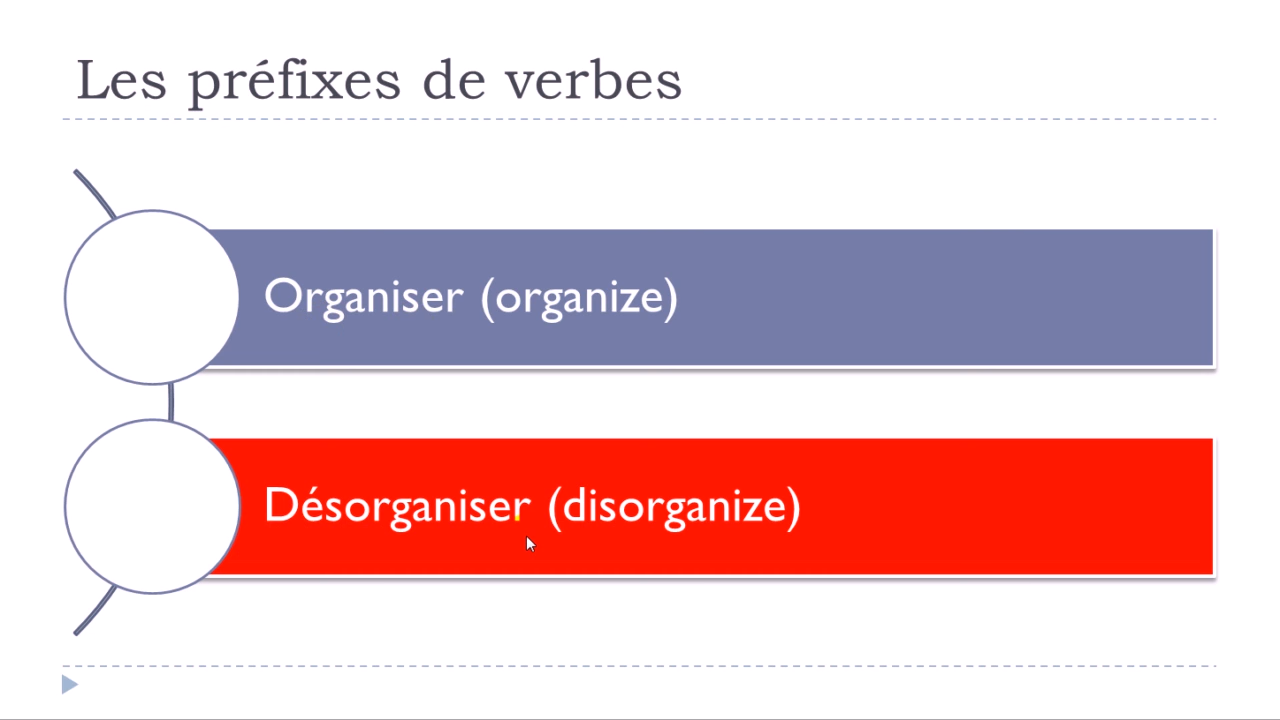 Les préfixes de verbes
Organiser (organize)
Désorganiser (disorganize)